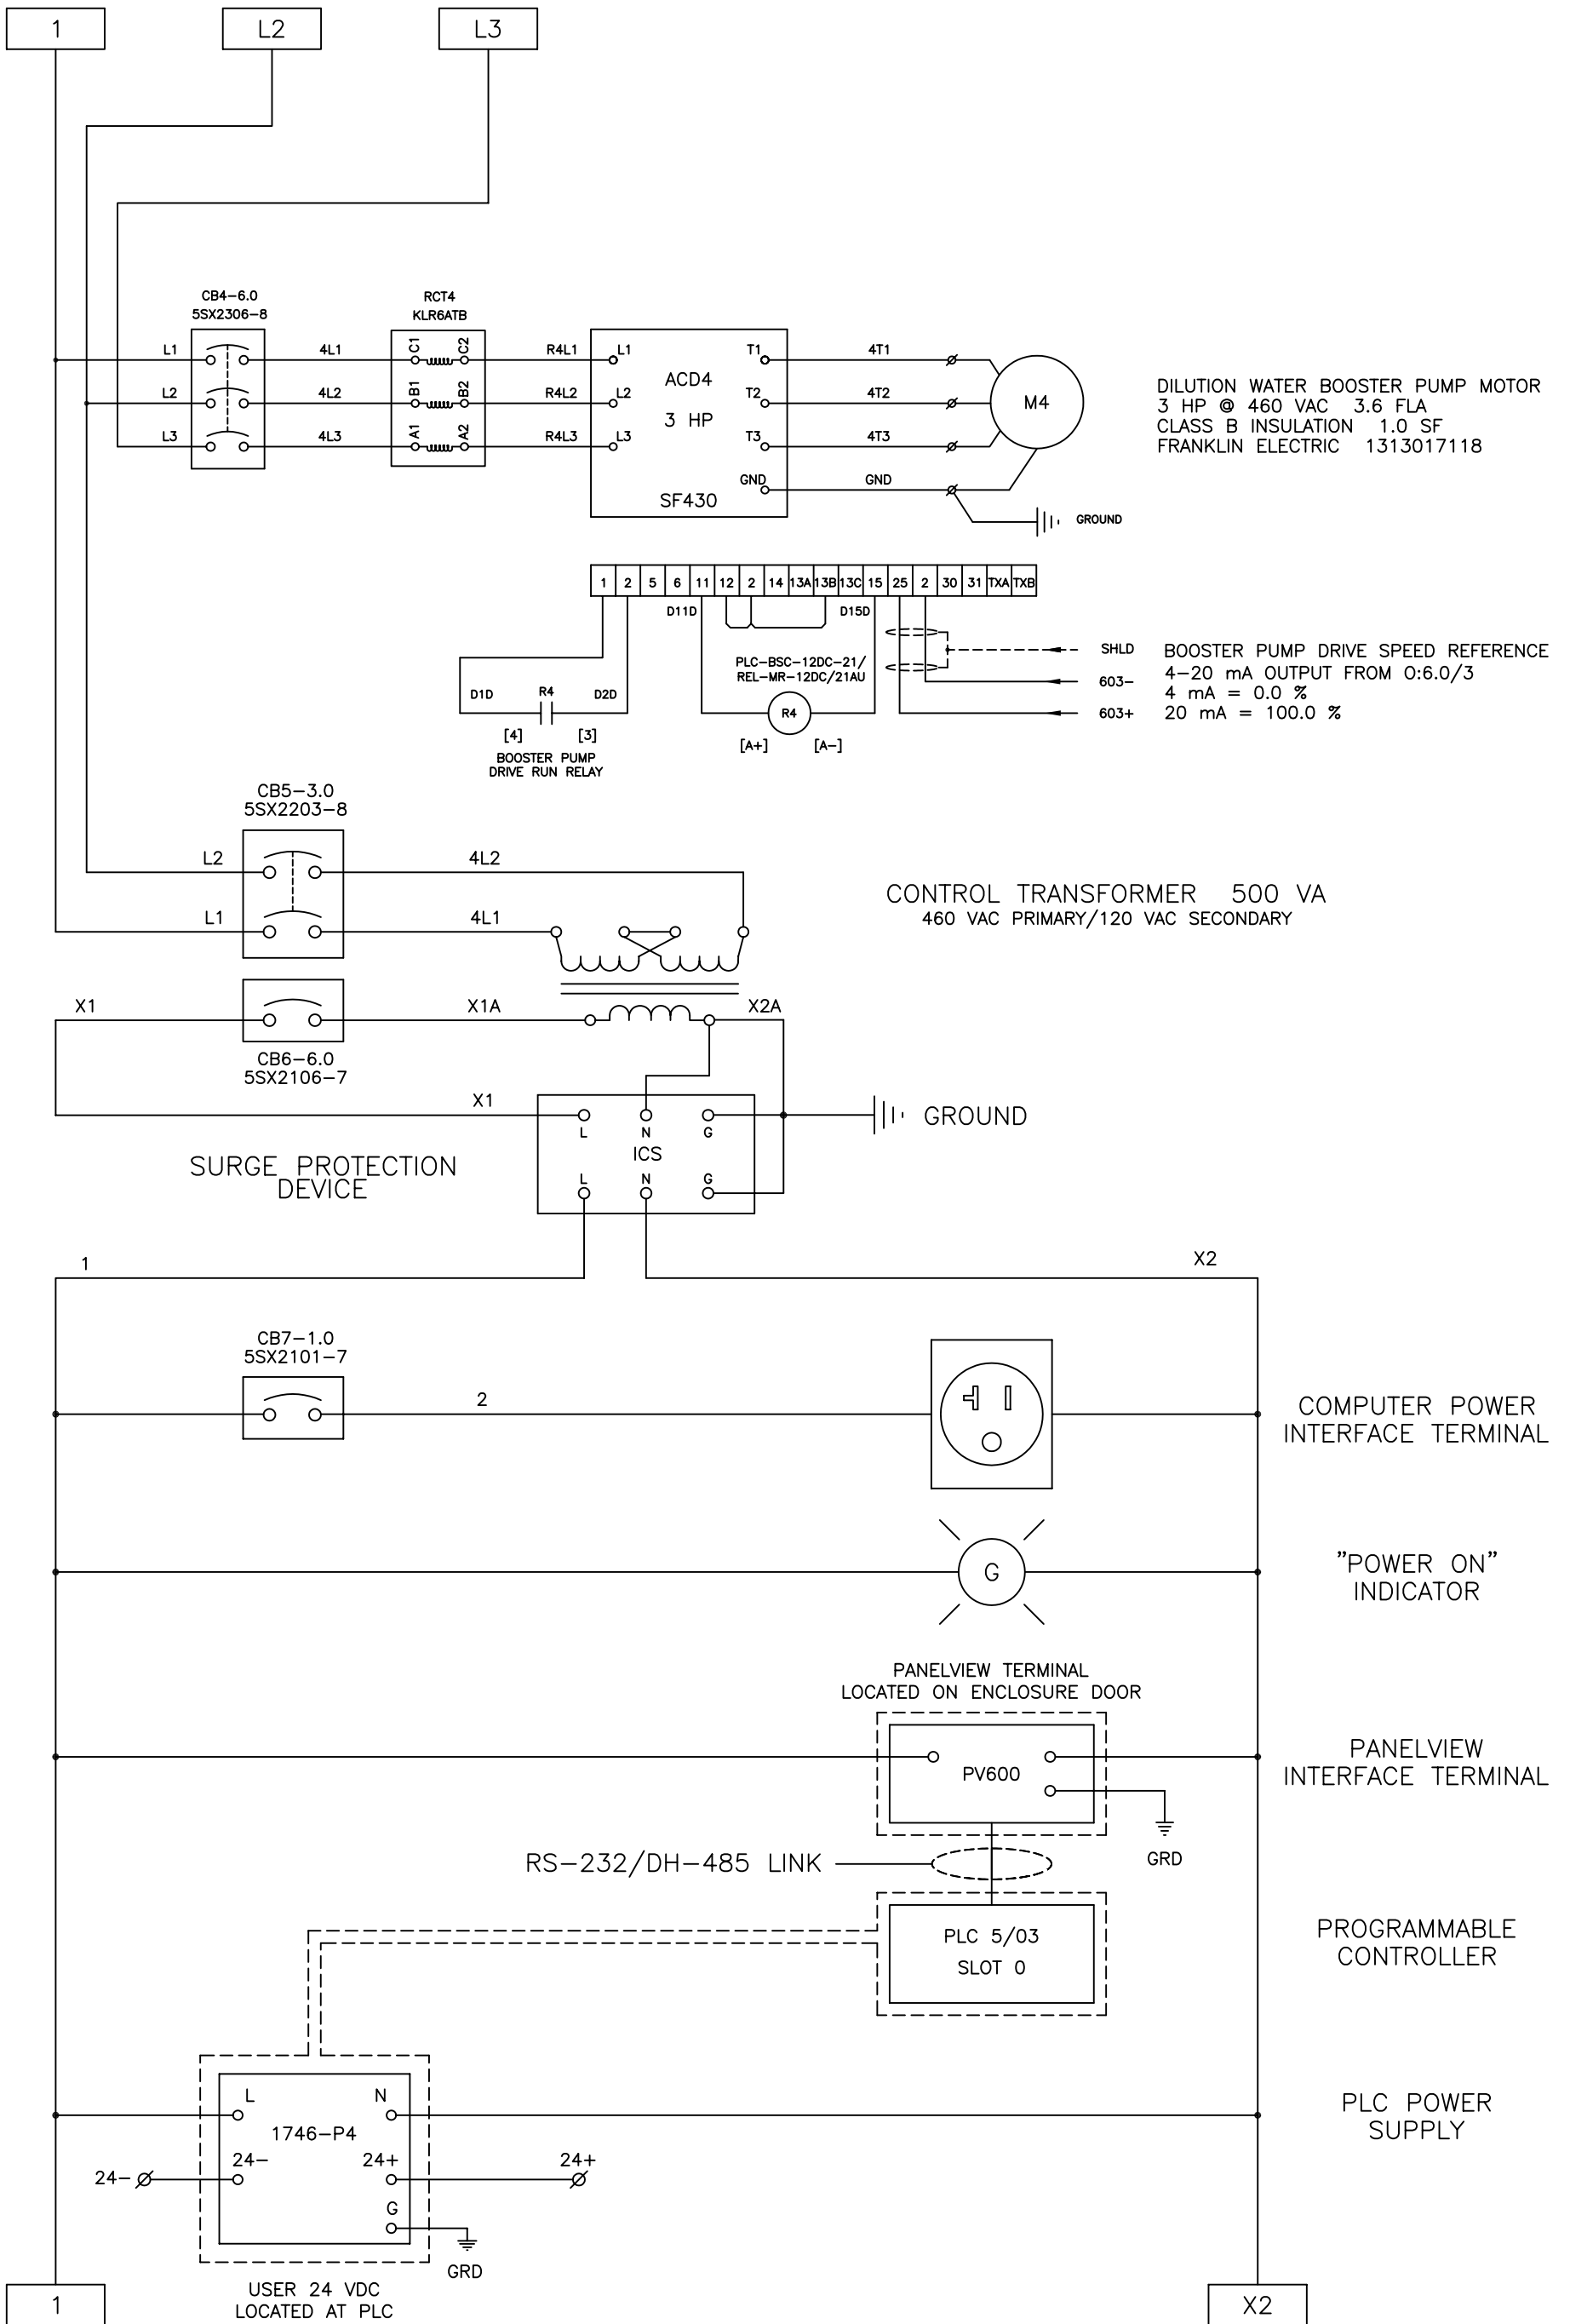 1
L2
L3
CB4-6.0
5SX2306-8
RCT4
KLR6ATB
L1
4L1
C1
C2
R4L1
L1
T1
4T1
L2
4L2
B1
B2
R4L2
L2
ACD4
3 HP
T2
4T2
M4
L3
4L3
A1
A2
R4L3
L3
T3
4T3
GND
GND
SF430
GROUND
DILUTION WATER BOOSTER PUMP MOTOR
3 HP @ 460 VAC 3.6 FLA
CLASS B INSULATION 1.0 SF
FRANKLIN ELECTRIC 1313017118
1 2 5 6 11 12 2 14 13A 13B 13C 15 25 2 30 31 TXA TXB
D11D
D15D
PLC-BSC-12DC-21/
REL-MR-12DC/21AU
D1D
R4
D2D
[4]
[3]
BOOSTER PUMP
DRIVE RUN RELAY
R4
[A+]
[A-]
SHLD
603-
603+
BOOSTER PUMP DRIVE SPEED REFERENCE
4-20 mA OUTPUT FROM O:6.0/3
4 mA = 0.0 %
20 mA = 100.0 %
CB5-3.0
5SX2203-8
L2
4L2
L1
4L1
CONTROL TRANSFORMER 500 VA
460 VAC PRIMARY/120 VAC SECONDARY
X1
X1A
X2A
CB6-6.0
5SX2106-7
X1
L
N
G
ICS
L
N
G
GROUND
SURGE PROTECTION
DEVICE
1
X2
CB7-1.0
5SX2101-7
2
COMPUTER POWER
INTERFACE TERMINAL
G
"POWER ON"
INDICATOR
PANELVIEW TERMINAL
LOCATED ON ENCLOSURE DOOR
PV600
GRD
PANELVIEW
INTERFACE TERMINAL
RS-232/DH-485 LINK
PLC 5/03
SLOT 0
PROGRAMMABLE
CONTROLLER
L
N
1746-P4
24-
24-
24+
24+
G
GRD
PLC POWER
SUPPLY
USER 24 VDC
LOCATED AT PLC
1
X2